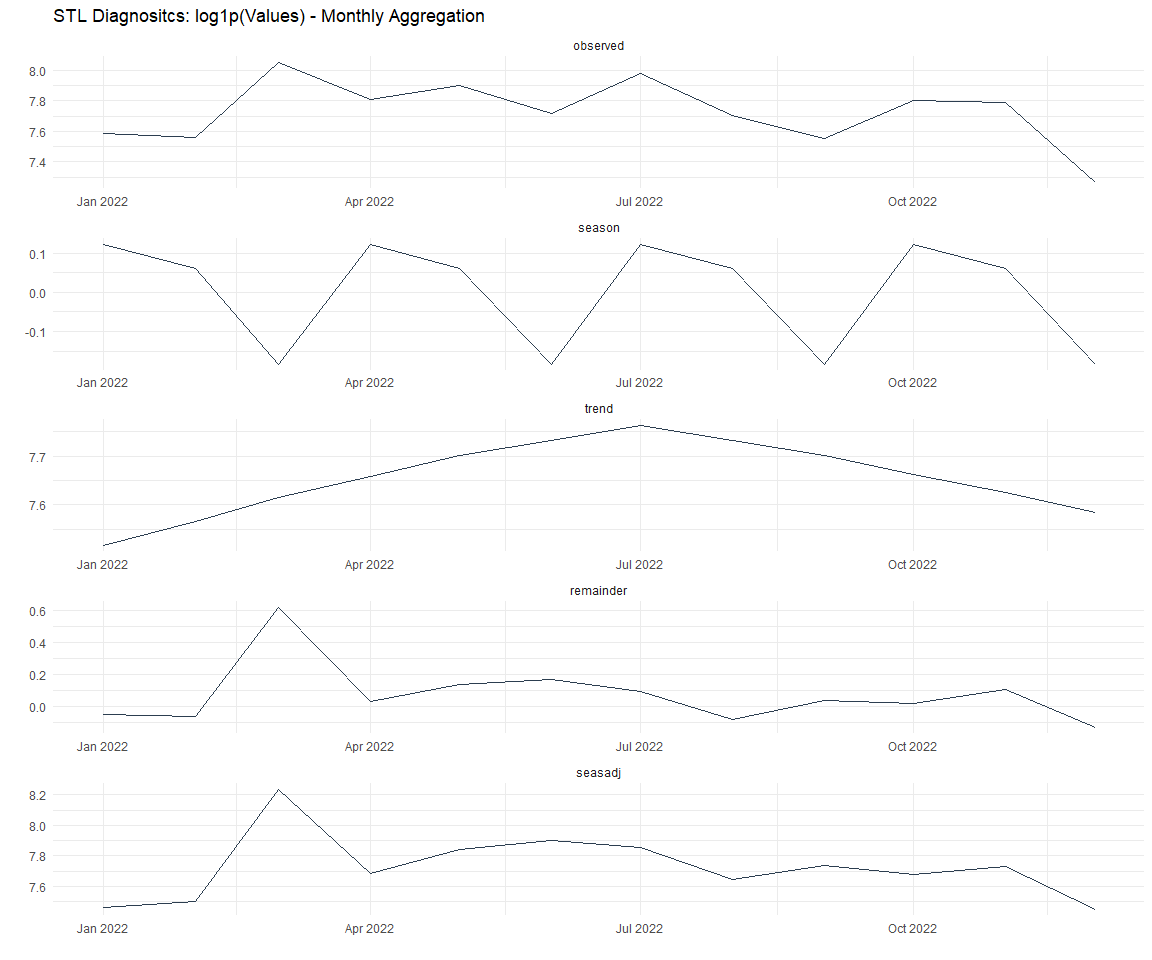 STL Diagnositcs: log1p(Values) - Monthly Aggregation
observed
8.0
7.8
7.6
7.4
Jan 2022 Apr 2022 Jul 2022 Oct 2022
season
0.1
0.0
-0.1
Jan 2022 Apr 2022 Jul 2022 Oct 2022
trend
7.7
7.6
Jan 2022 Apr 2022 Jul 2022 Oct 2022
remainder
0.6
0.4
0.2
0.0
Jan 2022 Apr 2022 Jul 2022 Oct 2022
seasadj
8.2
8.0
7.8
7.6
Jan 2022 Apr 2022 Jul 2022 Oct 2022